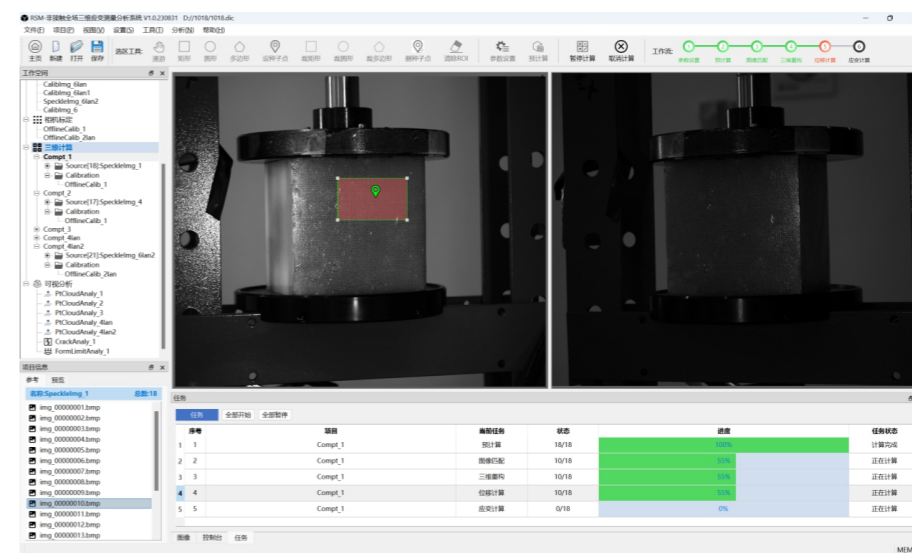 RSM-非接触全场三维应变测量分析系统 V1.0.230831 D://1018/1018.dic
文件(F) 项目(P) 视图(V) 设置(S) 工具(T) 分析(N) 帮助(H)
主页 新建 打开 保存 选区工具: 漫游 矩形 圆形 多边形 设种子点 裁矩形 裁圆形 裁多边形 删种子点 清除ROI 参数设置 预计算 暂停计算 取消计算 工作流: 参数设置 预计算 图像匹配 三维重构 位移计算 应变计算
工作空间
CalibImg_6lan
CalibImg_6lan1
SpeckleImg_6lan2
CalibImg_6
相机标定
OfflineCalib_1
OfflineCalib_2lan
三维计算
Compt_1
Source[18]:SpeckleImg_1
Calibration
OfflineCalib_1
Compt_2
Source[17]:SpeckleImg_4
Calibration
OfflineCalib_1
Compt_3
Compt_4lan
Compt_4lan2
Source[21]:SpeckleImg_6lan2
Calibration
OfflineCalib_2lan
可视分析
PtCloudAnaly_1
PtCloudAnaly_2
PtCloudAnaly_3
PtCloudAnaly_4lan
PtCloudAnaly_4lan2
CrackAnaly_1
FormLimitAnaly_1
项目信息
参考 预览
名称:SpeckleImg_1 总数:18
img_00000001.bmp
img_00000002.bmp
img_00000003.bmp
img_00000004.bmp
img_00000005.bmp
img_00000006.bmp
img_00000007.bmp
img_00000008.bmp
img_00000009.bmp
img_00000010.bmp
img_00000011.bmp
img_00000012.bmp
img_00000013.bmp
任务
任务 全部开始 全部暂停
序号 项目 当前任务 状态 进度 任务状态
1 1 Compt_1 预计算 18/18 100% 计算完成
2 2 Compt_1 图像匹配 10/18 55% 正在计算
3 3 Compt_1 三维重构 10/18 55% 正在计算
4 4 Compt_1 位移计算 10/18 55% 正在计算
5 5 Compt_1 应变计算 0/18 0% 正在计算
图像 控制台 任务
MEM